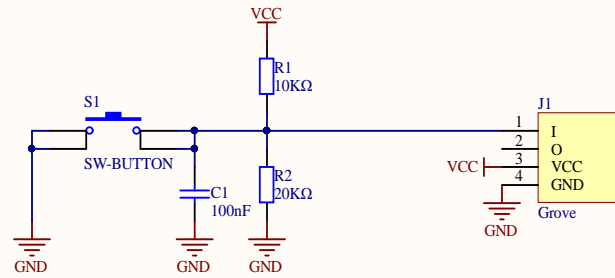 VCC
R1
10KΩ
S1
SW-BUTTON
C1
100nF
R2
20KΩ
GND
GND
GND
J1
1 I
2 O
VCC 3 VCC
4 GND
GND
Grove